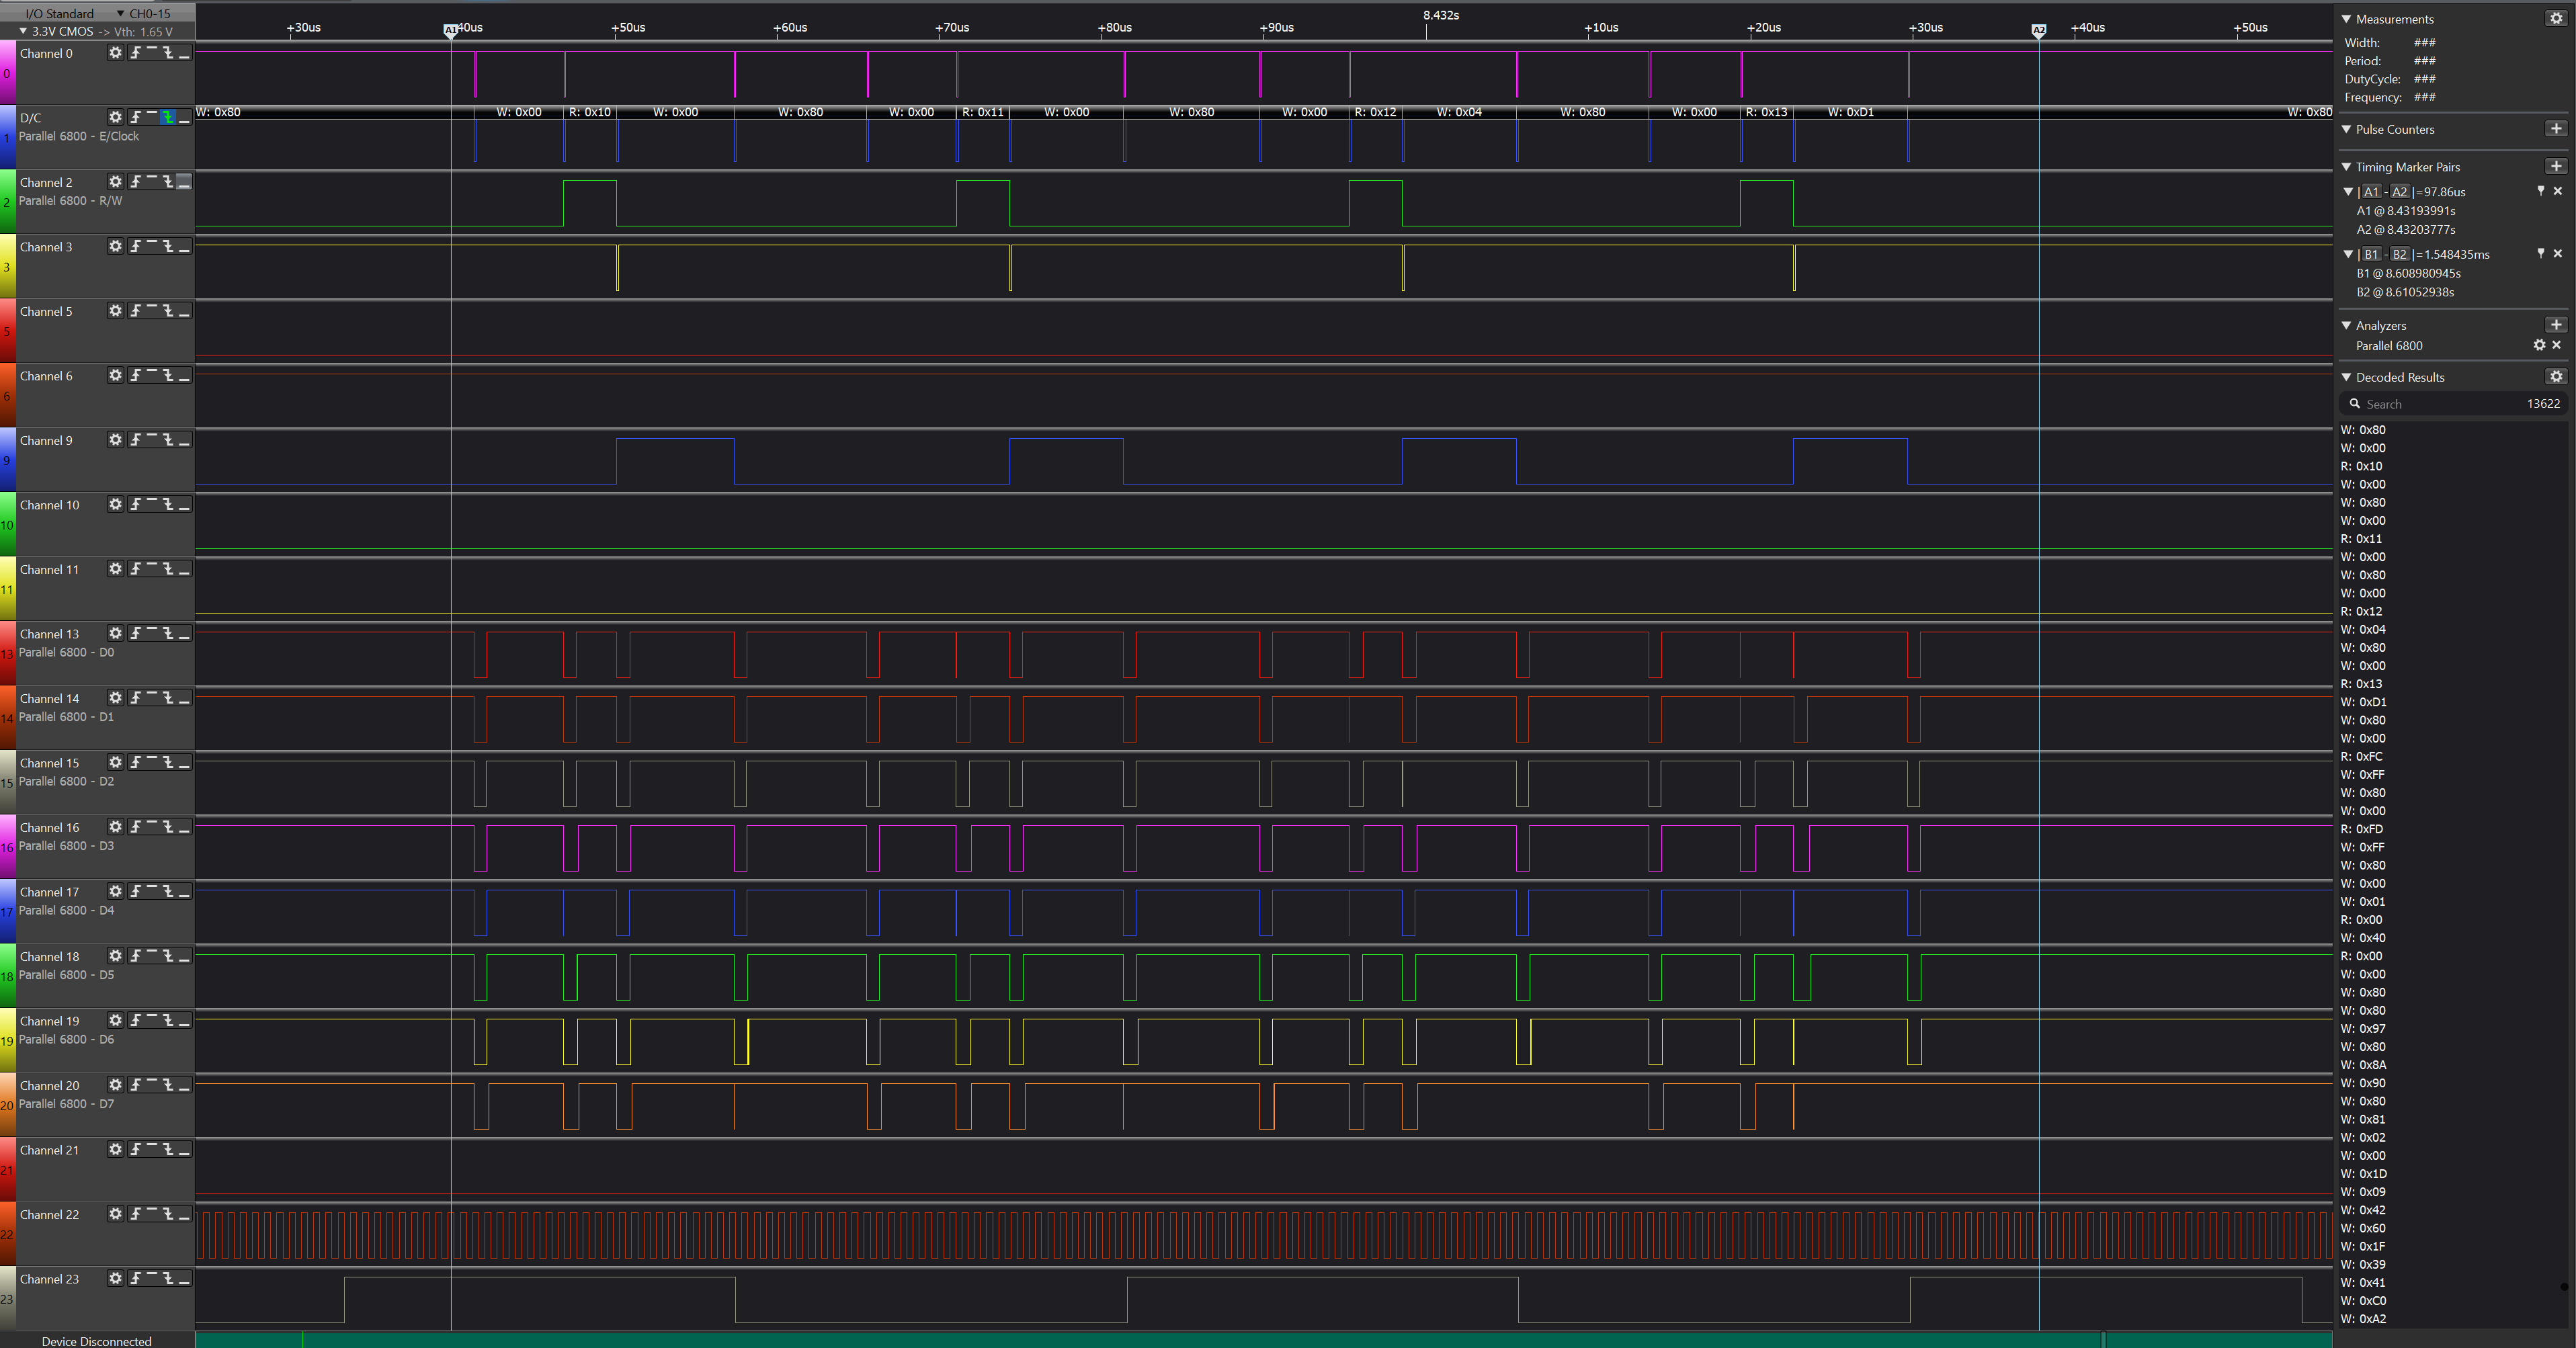 I/O Standard ▼ CH0-15
▼ 3.3V CMOS -> Vth: 1.65 V
+30us +40us +50us +60us +70us +80us +90us 8.432s +10us +20us +30us +40us +50us
A1 A2
0 Channel 0
1 D/C
Parallel 6800 - E/Clock
W: 0x80 W: 0x00 R: 0x10 W: 0x00 W: 0x80 W: 0x00 R: 0x11 W: 0x00 W: 0x80 W: 0x00 R: 0x12 W: 0x04 W: 0x80 W: 0x00 R: 0x13 W: 0xD1 W: 0x80
2 Channel 2
Parallel 6800 - R/W
3 Channel 3
5 Channel 5
6 Channel 6
9 Channel 9
10 Channel 10
11 Channel 11
13 Channel 13
Parallel 6800 - D0
14 Channel 14
Parallel 6800 - D1
15 Channel 15
Parallel 6800 - D2
16 Channel 16
Parallel 6800 - D3
17 Channel 17
Parallel 6800 - D4
18 Channel 18
Parallel 6800 - D5
19 Channel 19
Parallel 6800 - D6
20 Channel 20
Parallel 6800 - D7
21 Channel 21
22 Channel 22
23 Channel 23
Device Disconnected
Measurements
Width: ###
Period: ###
DutyCycle: ###
Frequency: ###
Pulse Counters
Timing Marker Pairs
| A1 - A2 |=97.86us
A1 @ 8.43193991s
A2 @ 8.43203777s
| B1 - B2 |=1.548435ms
B1 @ 8.608980945s
B2 @ 8.61052938s
Analyzers
Parallel 6800
Decoded Results
Search 13622
W: 0x80
W: 0x00
R: 0x10
W: 0x00
W: 0x80
W: 0x00
R: 0x11
W: 0x00
W: 0x80
W: 0x00
R: 0x12
W: 0x04
W: 0x80
W: 0x00
R: 0x13
W: 0xD1
W: 0x80
W: 0x00
R: 0xFC
W: 0xFF
W: 0x80
W: 0x00
R: 0xFD
W: 0xFF
W: 0x80
W: 0x00
W: 0x01
R: 0x00
W: 0x40
R: 0x00
W: 0x00
W: 0x80
W: 0x80
W: 0x97
W: 0x80
W: 0x8A
W: 0x90
W: 0x80
W: 0x81
W: 0x02
W: 0x00
W: 0x1D
W: 0x09
W: 0x42
W: 0x60
W: 0x1F
W: 0x39
W: 0x41
W: 0xC0
W: 0xA2